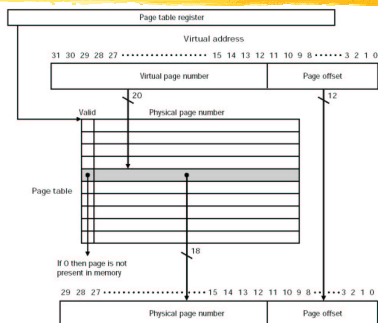 Page table register
Virtual address
31 30 29 28 27 ··················· 15 14 13 12 11 10 9 8 ······ 3 2 1 0
Virtual page number Page offset
20 12
Valid Physical page number
Page table
18
If 0 then page is not
present in memory
29 28 27 ··················· 15 14 13 12 11 10 9 8 ······ 3 2 1 0
Physical page number Page offset